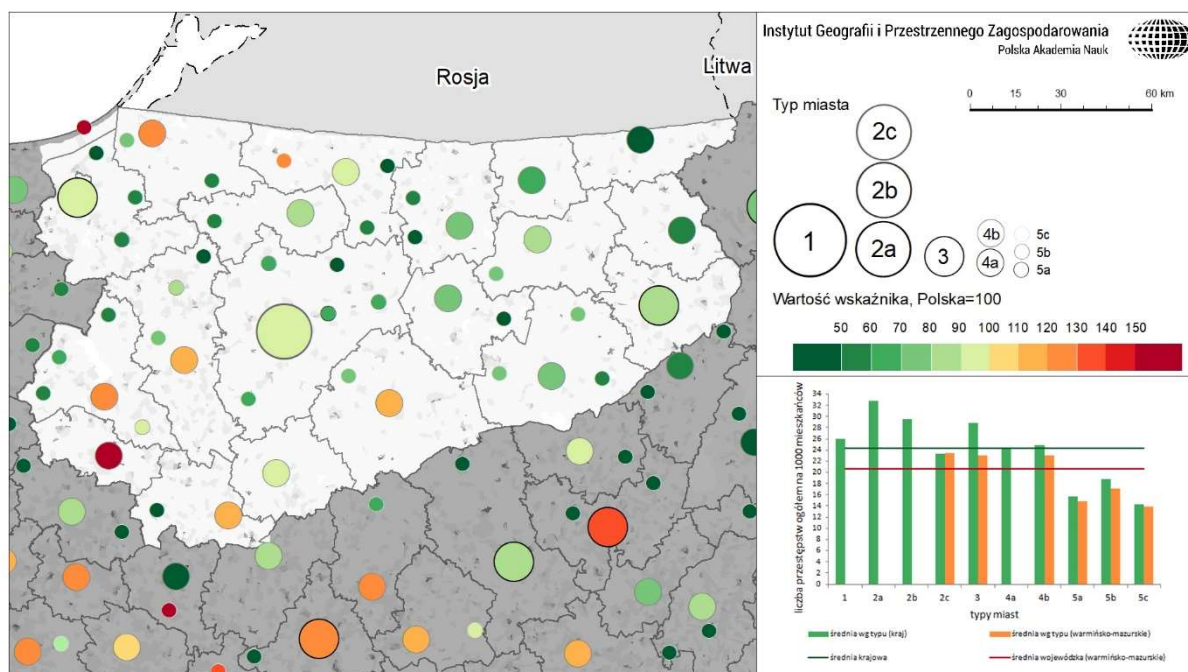 Rosja
Litwa
Instytut Geografii i Przestrzennego Zagospodarowania
Polska Akademia Nauk
Typ miasta
0 15 30 60 km
2c
2b
1 2a 3 4b 4a 5c 5b 5a
Wartość wskaźnika, Polska=100
50 60 70 80 90 100 110 120 130 140 150
liczba przestępstw ogółem na 1000 mieszkańców
34
32
30
28
26
24
22
20
18
16
14
12
10
8
6
4
2
0
1 2a 2b 2c 3 4a 4b 5a 5b 5c
typy miast
średnia wg typu (kraj) średnia wg typu (warmińsko-mazurskie)
średnia krajowa średnia wojewódzka (warmińsko-mazurskie)